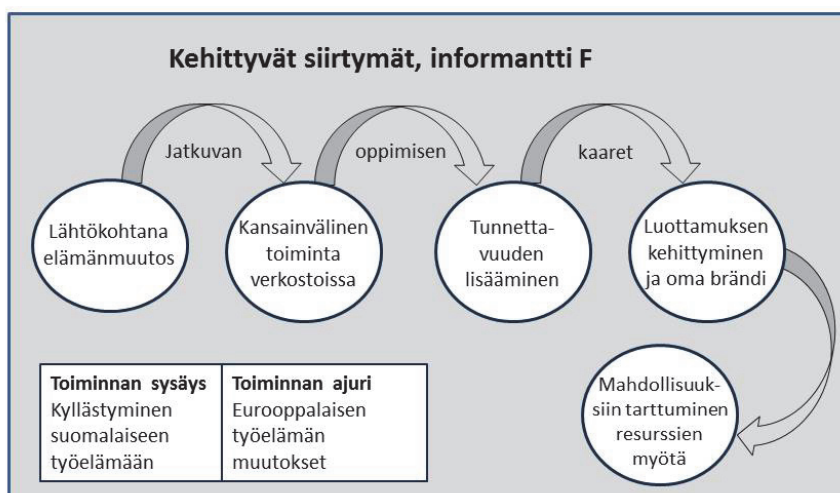 Kehittyvät siirtymät, informantti F
Jatkuvan
oppimisen
kaaret
Lähtökohtana
elämänmuutos
Kansainvälinen
toiminta
verkostoissa
Tunnetta-
vuuden
lisääminen
Luottamuksen
kehittyminen
ja oma brändi
Mahdollisuuk-
siin tarttuminen
resurssien
myötä
Toiminnan sysäys
Kyllästyminen
suomalaiseen
työelämään
Toiminnan ajuri
Eurooppalaisen
työelämän
muutokset